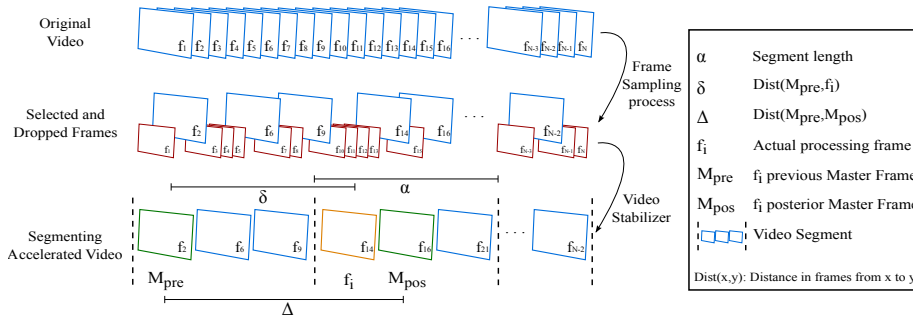 Original
Video
f1 f2 f3 f4 f5 f6 f7 f8 f9 f10 f11 f12 f13 f14 f15 f16 . . . fN-3 fN-2 fN-1 fN
Frame
Sampling
process
Selected and
Dropped Frames
f2 f6 f9 f14 f16 . . . fN-2
f1 f3 f4 f5 f7 f8 f10 f11 f12 f13 f15 fN-3 fN-1 fN
δ
α
Video
Stabilizer
Segmenting
Accelerated Video
f2 f6 f9 f14 f16 f21 . . . fN-2
Mpre fi Mpos
Δ
α Segment length
δ Dist(Mpre,fi)
Δ Dist(Mpre,Mpos)
fi Actual processing frame
Mpre fi previous Master Frame
Mpos fi posterior Master Frame
Video Segment
Dist(x,y): Distance in frames from x to y